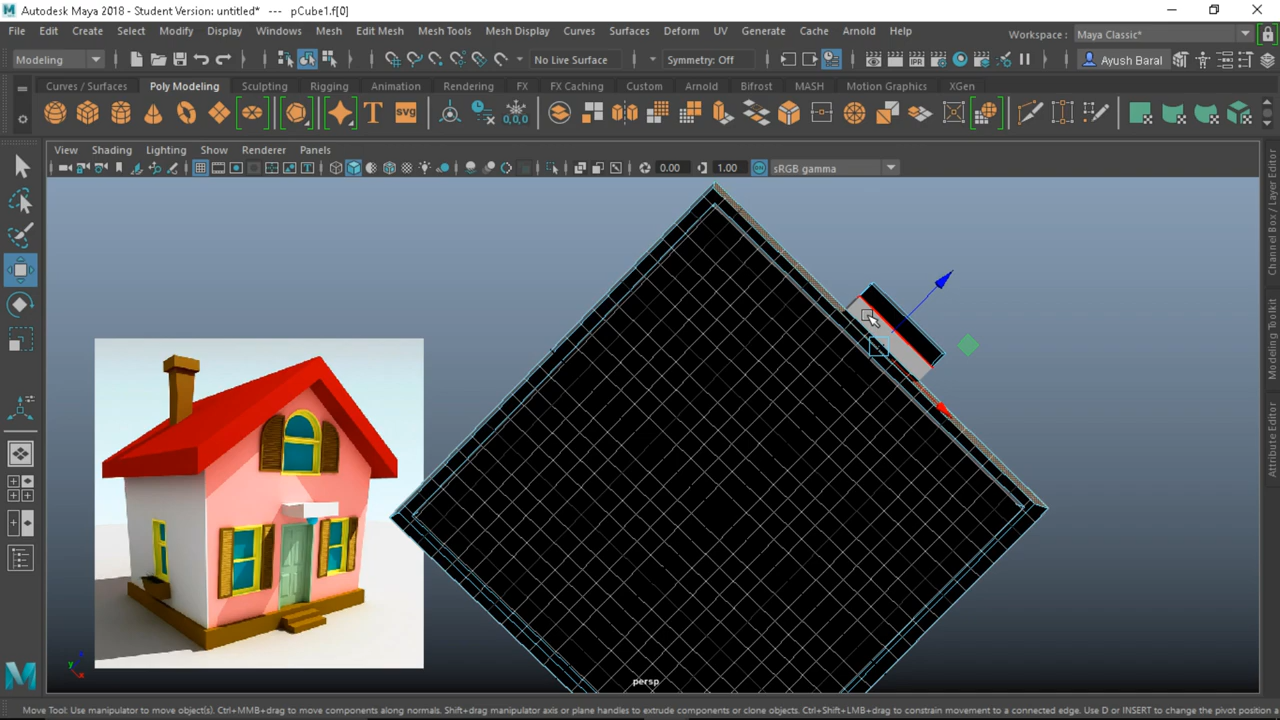 Autodesk Maya 2018 - Student Version: untitled*   ---   pCube1.f[0]
File Edit Create Select Modify Display Windows Mesh Edit Mesh Mesh Tools Mesh Display Curves Surfaces Deform UV Generate Cache Arnold Help Workspace : Maya Classic*
Modeling No Live Surface Symmetry: Off Ayush Baral
Curves / Surfaces Poly Modeling Sculpting Rigging Animation Rendering FX FX Caching Custom Arnold Bifrost MASH Motion Graphics XGen
T SVG 0,0,0
View Shading Lighting Show Renderer Panels
0.00 1.00 sRGB gamma
Channel Box / Layer Editor
Modeling Toolkit
Attribute Editor
persp
Move Tool: Use manipulator to move object(s). Ctrl+MMB+drag to move components along normals. Shift+drag manipulator axis or plane handles to extrude components or clone objects. Ctrl+Shift+LMB+drag to constrain movement to a connected edge. Use D or INSERT to change the pivot position a